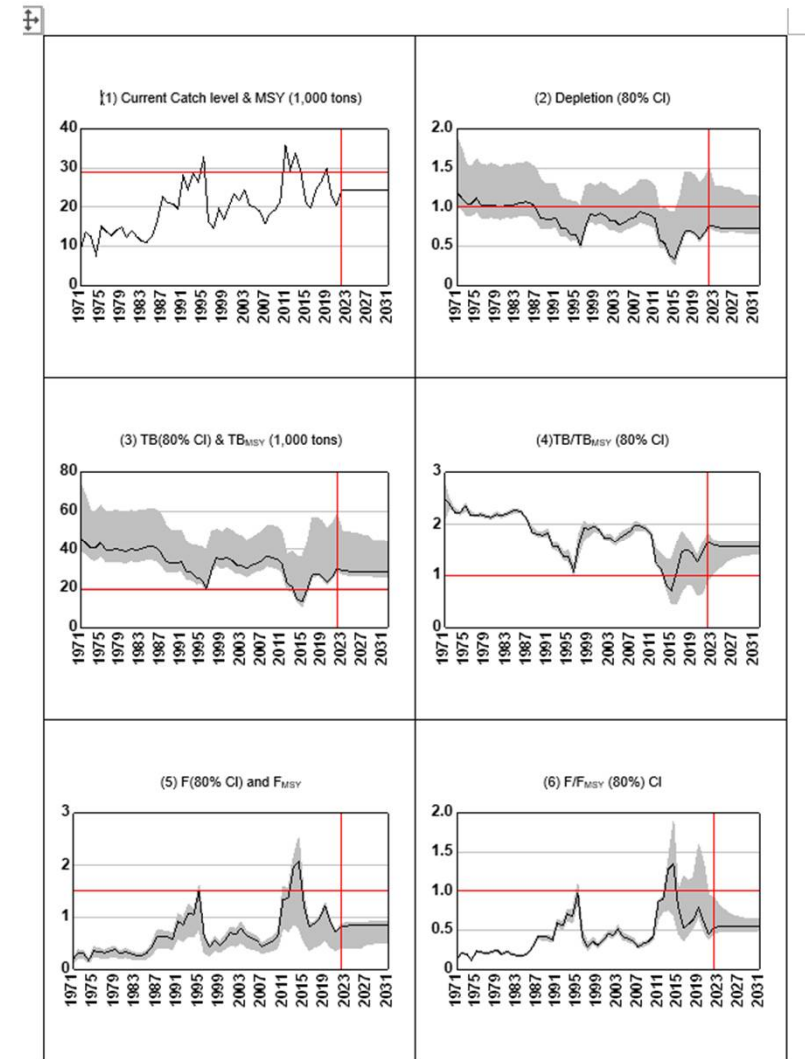 (1) Current Catch level & MSY (1,000 tons)
40
30
20
10
0
1971 1975 1979 1983 1987 1991 1995 1999 2003 2007 2011 2015 2019 2023 2027 2031
(2) Depletion (80% CI)
2.0
1.5
1.0
0.5
0
1971 1975 1979 1983 1987 1991 1995 1999 2003 2007 2011 2015 2019 2023 2027 2031
(3) TB(80% CI) & TBMSY (1,000 tons)
80
60
40
20
0
1971 1975 1979 1983 1987 1991 1995 1999 2003 2007 2011 2015 2019 2023 2027 2031
(4)TB/TBMSY (80% CI)
3
2
1
0
1971 1975 1979 1983 1987 1991 1995 1999 2003 2007 2011 2015 2019 2023 2027 2031
(5) F(80% CI) and FMSY
3
2
1
0
1971 1975 1979 1983 1987 1991 1995 1999 2003 2007 2011 2015 2019 2023 2027 2031
(6) F/FMSY (80%) CI
2.0
1.5
1.0
0.5
0
1971 1975 1979 1983 1987 1991 1995 1999 2003 2007 2011 2015 2019 2023 2027 2031